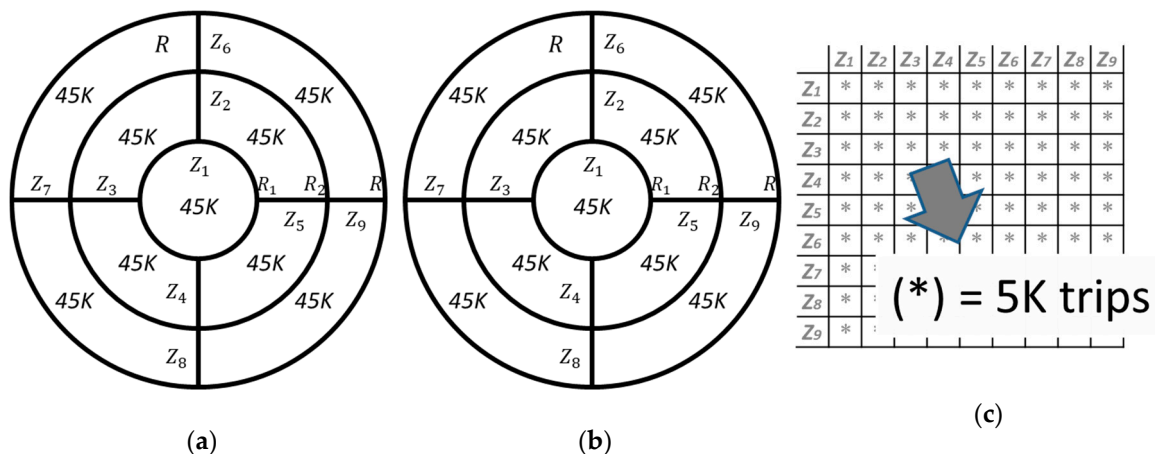 R Z₆
45K 45K
Z₂
45K 45K
Z₁
Z₇ Z₃ R₁ R₂ R
45K
Z₅ Z₉
45K 45K
Z₄
45K 45K
Z₈
(a)
R Z₆
45K 45K
Z₂
45K 45K
Z₁
Z₇ Z₃ R₁ R₂ R
45K
Z₅ Z₉
45K 45K
Z₄
45K 45K
Z₈
(b)
Z₁ Z₂ Z₃ Z₄ Z₅ Z₆ Z₇ Z₈ Z₉
Z₁ * * * * * * * * *
Z₂ * * * * * * * * *
Z₃ * * * * * * * * *
Z₄ * * * * * * * *
Z₅ * * * * * * *
Z₆ * * * * * * * * *
Z₇ * *
Z₈ * *
Z₉ * *
(*) = 5K trips
(c)